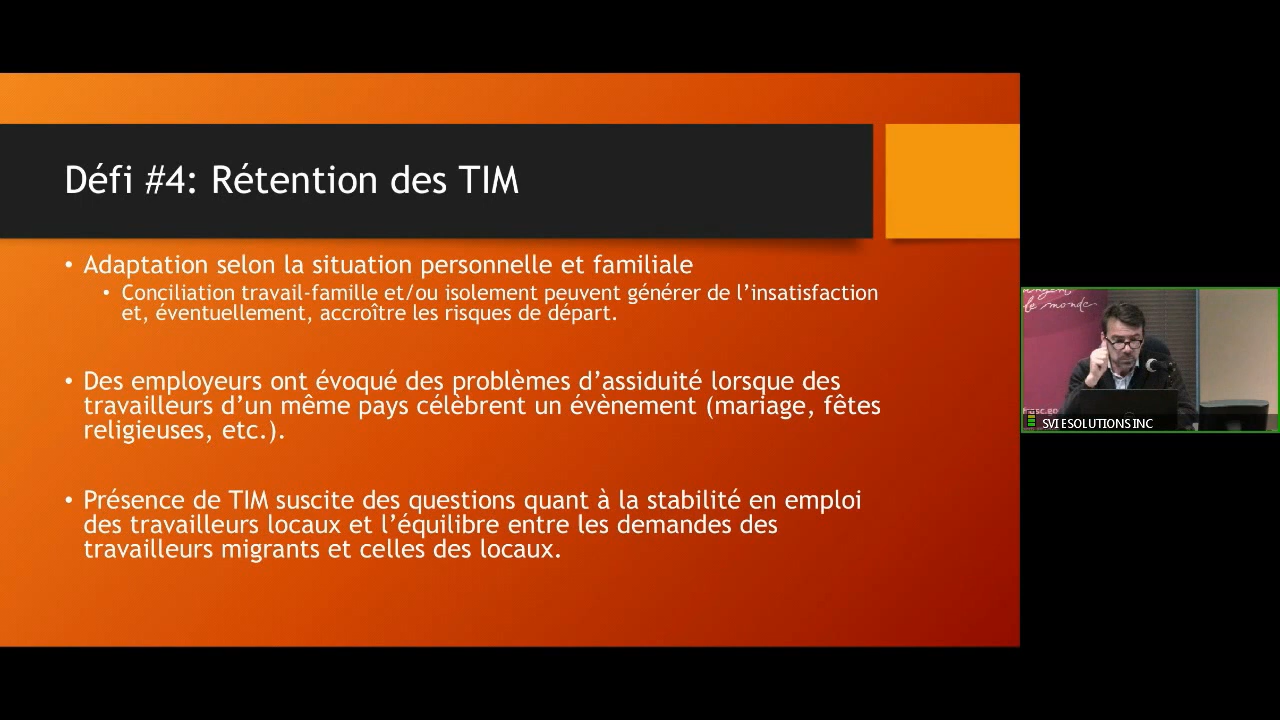 Défi #4: Rétention des TIM
• Adaptation selon la situation personnelle et familiale
• Conciliation travail-famille et/ou isolement peuvent générer de l’insatisfaction
et, éventuellement, accroître les risques de départ.
• Des employeurs ont évoqué des problèmes d’assiduité lorsque des
travailleurs d’un même pays célèbrent un évènement (mariage, fêtes
religieuses, etc.).
• Présence de TIM suscite des questions quant à la stabilité en emploi
des travailleurs locaux et l’équilibre entre les demandes des
travailleurs migrants et celles des locaux.
le monde
SVI ESOLUTIONS INC